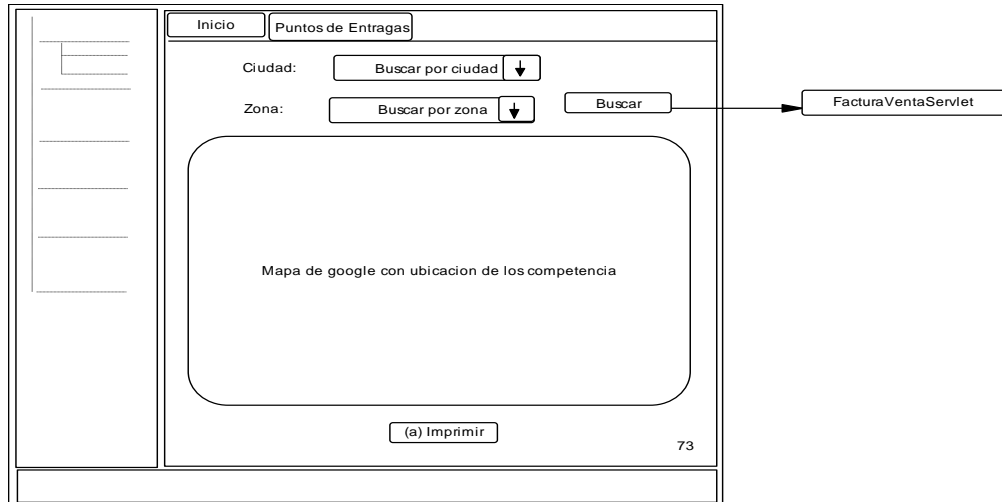 Inicio
Puntos de Entragas
Ciudad:
Buscar por ciudad
Zona:
Buscar por zona
Buscar
FacturaVentaServlet
Mapa de google con ubicacion de los competencia
(a) Imprimir
73